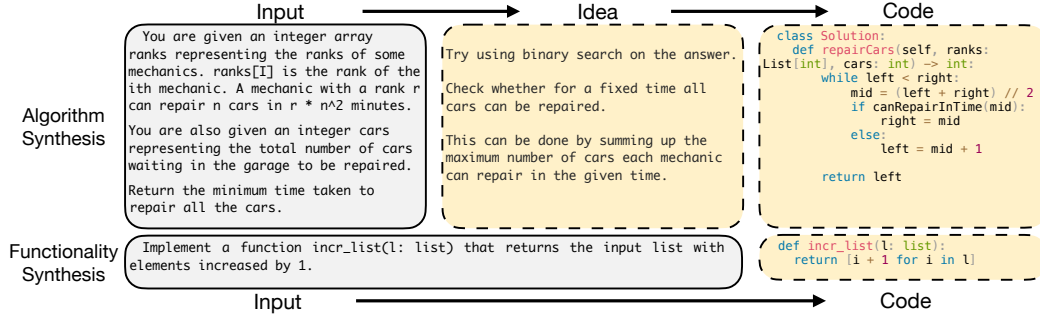 Input Idea Code
Algorithm
Synthesis
You are given an integer array
ranks representing the ranks of some
mechanics. ranks[I] is the rank of the
ith mechanic. A mechanic with a rank r
can repair n cars in r * n^2 minutes.
You are also given an integer cars
representing the total number of cars
waiting in the garage to be repaired.
Return the minimum time taken to
repair all the cars.
Try using binary search on the answer.
Check whether for a fixed time all
cars can be repaired.
This can be done by summing up the
maximum number of cars each mechanic
can repair in the given time.
class Solution:
def repairCars(self, ranks:
List[int], cars: int) -> int:
while left < right:
mid = (left + right) // 2
if canRepairInTime(mid):
right = mid
else:
left = mid + 1
return left
Functionality
Synthesis
Implement a function incr_list(l: list) that returns the input list with
elements increased by 1.
def incr_list(l: list):
return [i + 1 for i in l]
Input Code